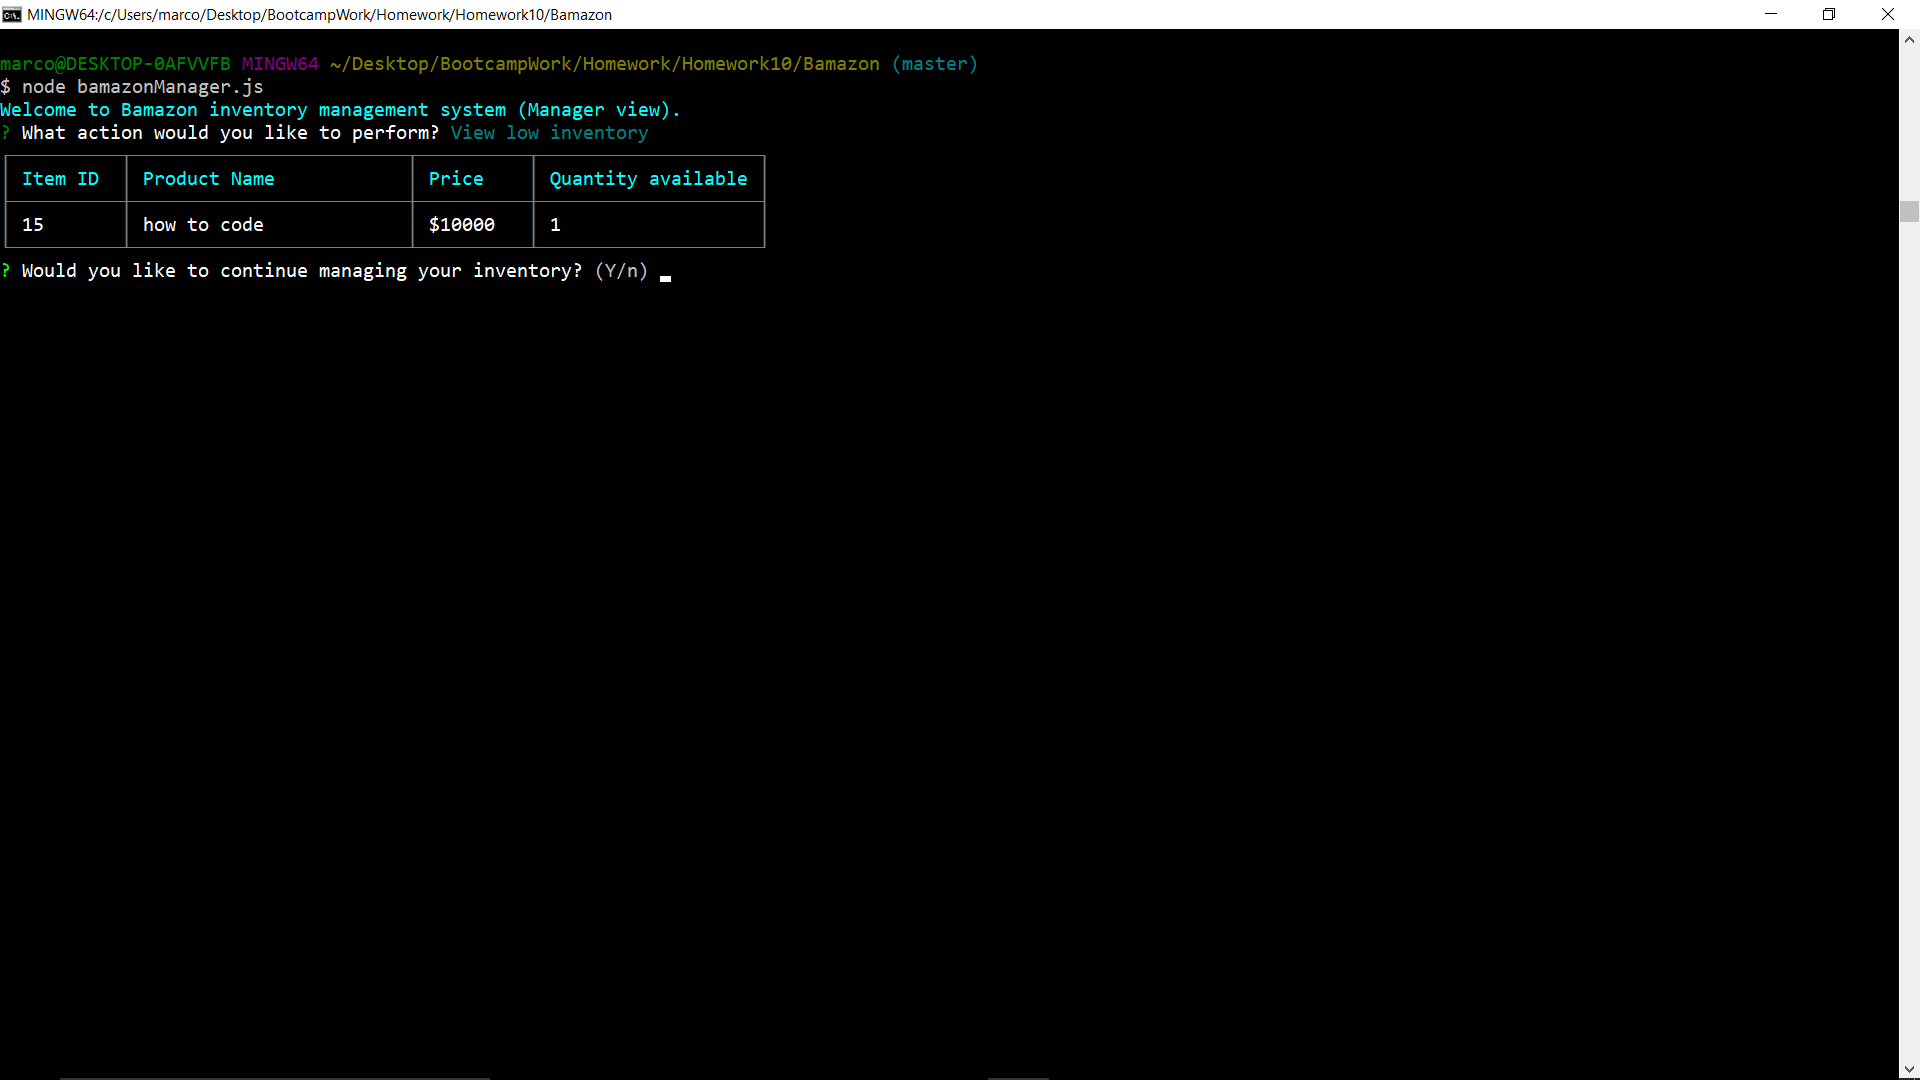 MINGW64:/c/Users/marco/Desktop/BootcampWork/Homework/Homework10/Bamazon
marco@DESKTOP-0AFVVFB MINGW64 ~/Desktop/BootcampWork/Homework/Homework10/Bamazon (master)
$ node bamazonManager.js
Welcome to Bamazon inventory management system (Manager view).
? What action would you like to perform? View low inventory
Item ID Product Name Price Quantity available
15 how to code $10000 1
? Would you like to continue managing your inventory? (Y/n)